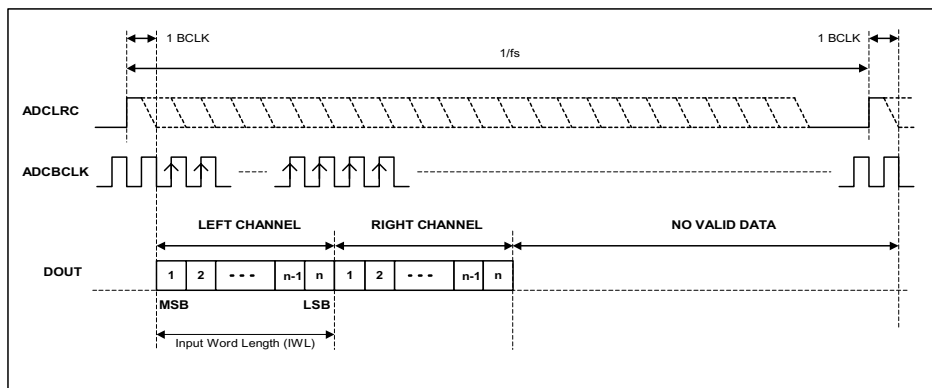 1 BCLK 1 BCLK
1/fs
ADCLRC
ADCBCLK
LEFT CHANNEL RIGHT CHANNEL NO VALID DATA
DOUT 1 2 n-1 n 1 2 n-1 n
MSB LSB
Input Word Length (IWL)